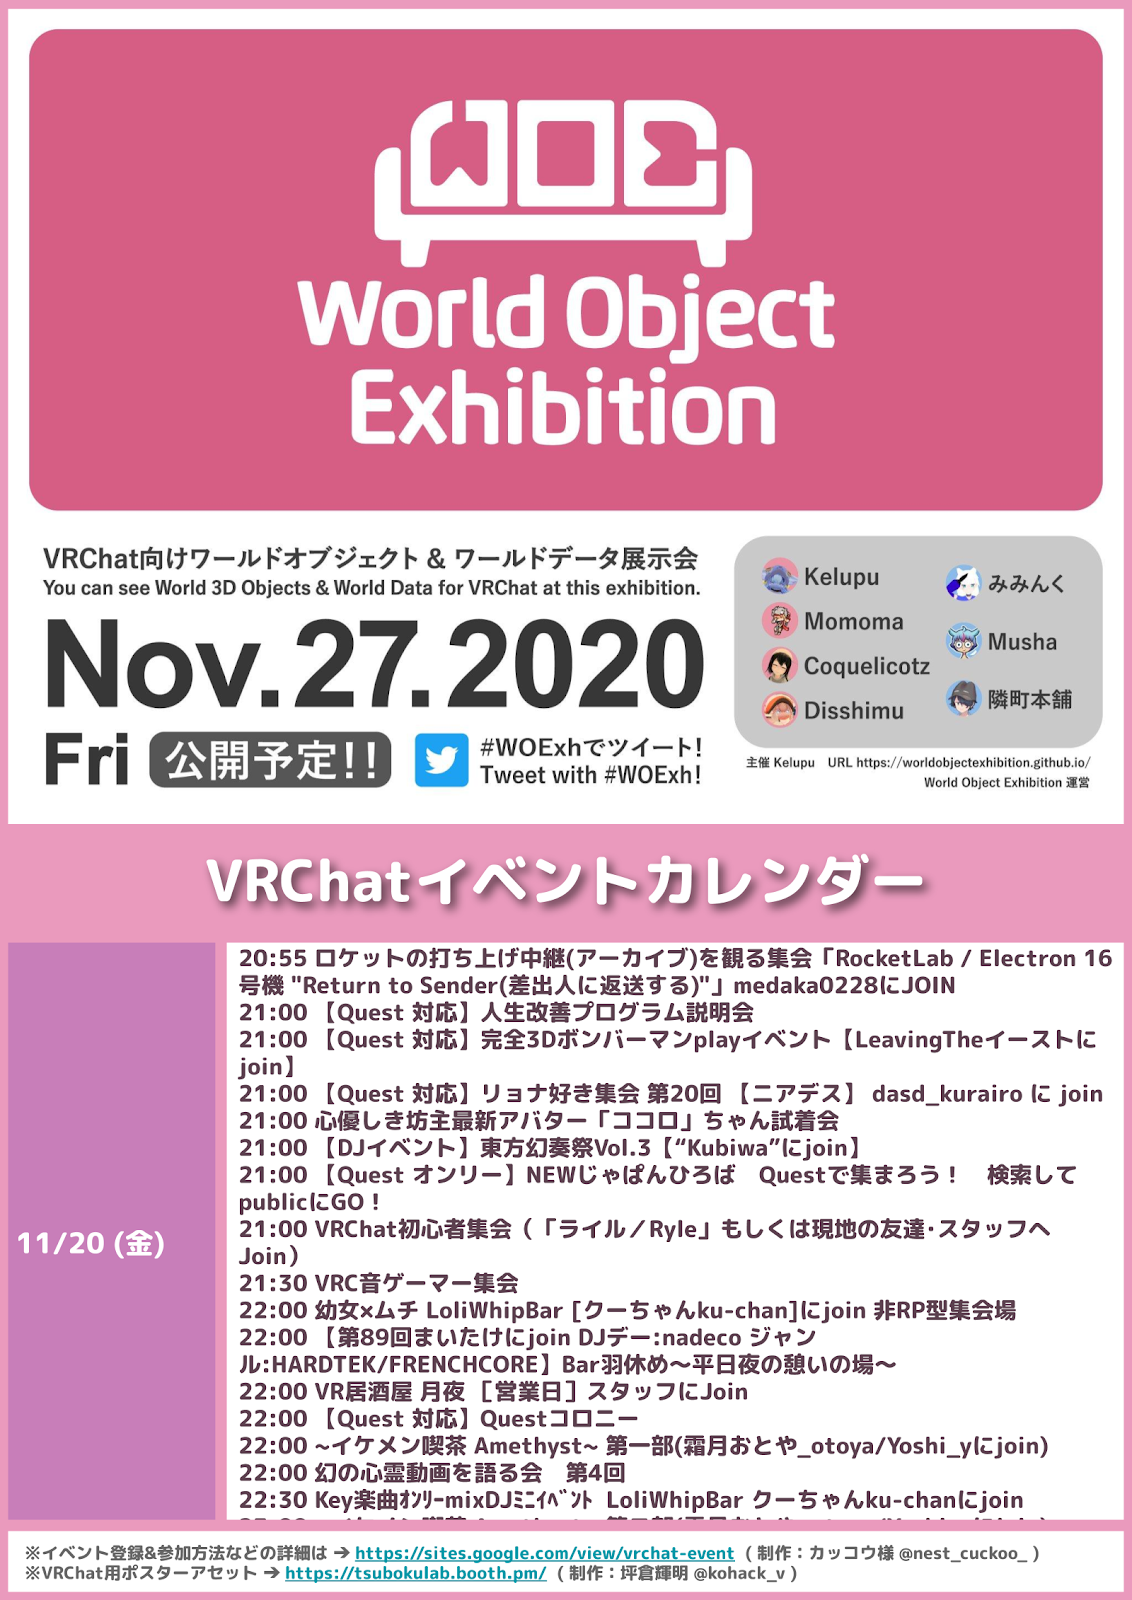 WOE
World Object
Exhibition
VRChat向けワールドオブジェクト & ワールドデータ展示会
You can see World 3D Objects & World Data for VRChat at this exhibition.
Nov.27.2020
Fri 公開予定!!
#WOExhでツイート!
Tweet with #WOExh!
Kelupu
Momoma
Coquelicotz
Disshimu
みみんく
Musha
隣町本舗
主催 Kelupu URL https://worldobjectexhibition.github.io/
World Object Exhibition 運営
VRChatイベントカレンダー
11/20 (金)
20:55 ロケットの打ち上げ中継(アーカイブ)を観る集会「RocketLab / Electron 16
号機 "Return to Sender(差出人に返送する)"」medaka0228にJOIN
21:00 【Quest 対応】人生改善プログラム説明会
21:00 【Quest 対応】完全3Dボンバーマンplayイベント【LeavingTheイーストに
join】
21:00 【Quest 対応】リョナ好き集会 第20回 【ニアデス】 dasd_kurairo に join
21:00 心優しき坊主最新アバター「ココロ」ちゃん試着会
21:00 【DJイベント】東方幻奏祭Vol.3【“Kubiwa”にjoin】
21:00 【Quest オンリー】NEWじゃぱんひろば　Questで集まろう！　検索して
publicにGO！
21:00 VRChat初心者集会（「ライル／Ryle」もしくは現地の友達･スタッフへ
Join）
21:30 VRC音ゲーマー集会
22:00 幼女×ムチ LoliWhipBar [クーちゃんku-chan]にjoin 非RP型集会場
22:00 【第89回まいたけにjoin DJデー:nadeco ジャン
ル:HARDTEK/FRENCHCORE】Bar羽休め～平日夜の憩いの場～
22:00 VR居酒屋 月夜 ［営業日］スタッフにJoin
22:00 【Quest 対応】Questコロニー
22:00 ~イケメン喫茶 Amethyst~ 第一部(霜月おとや_otoya/Yoshi_yにjoin)
22:00 幻の心霊動画を語る会　第4回
22:30 Key楽曲ｵﾝﾘｰmixDJﾐﾆｲﾍﾞﾝﾄ LoliWhipBar クーちゃんku-chanにjoin
※イベント登録&参加方法などの詳細は ➔ https://sites.google.com/view/vrchat-event （ 制作：カッコウ様 @nest_cuckoo_ ）
※VRChat用ポスターアセット ➔ https://tsubokulab.booth.pm/ （ 制作：坪倉輝明 @kohack_v ）